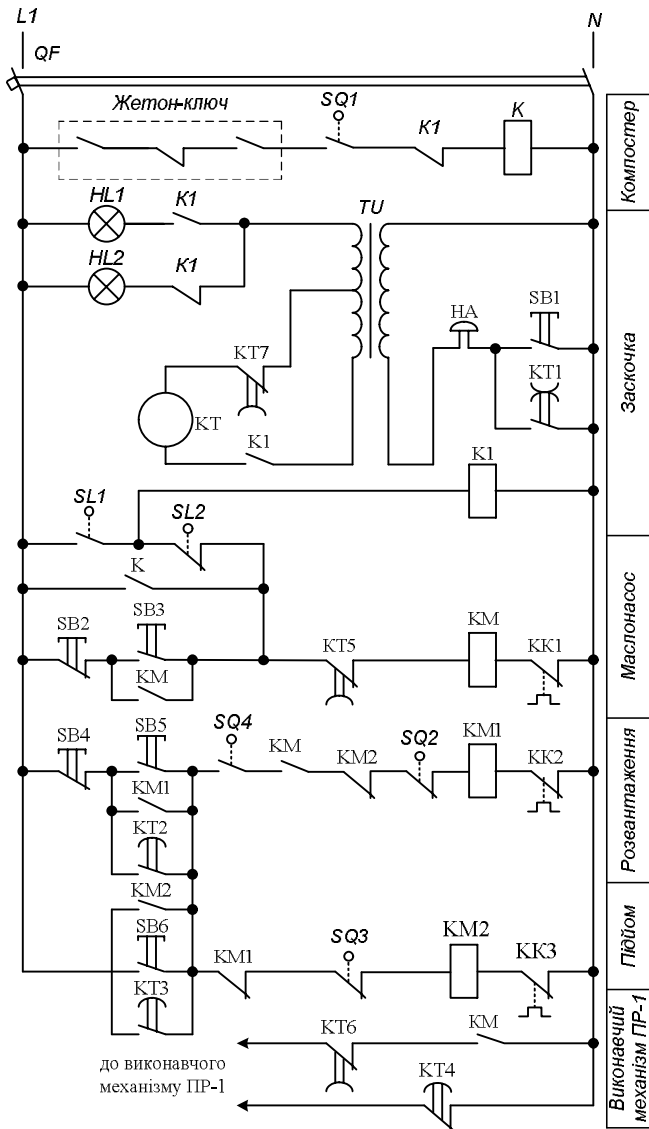 L1
N
QF
Жетон-ключ
SQ1
K1
K
Компостер
HL1
K1
TU
HL2
K1
HA
SB1
KT7
KT1
KT
K1
Заскочка
K1
SL1
SL2
K
SB2
SB3
KM
KT5
KM
KK1
Маслонасос
SB4
SB5
SQ4
KM
KM2
SQ2
KM1
KK2
KM1
KT2
Розвантаження
KM2
SB6
KM1
SQ3
KM2
KK3
KT3
Підйом
до виконавчого
механізму ПР-1
KT6
KM
KT4
Виконавчий
механізм ПР-1